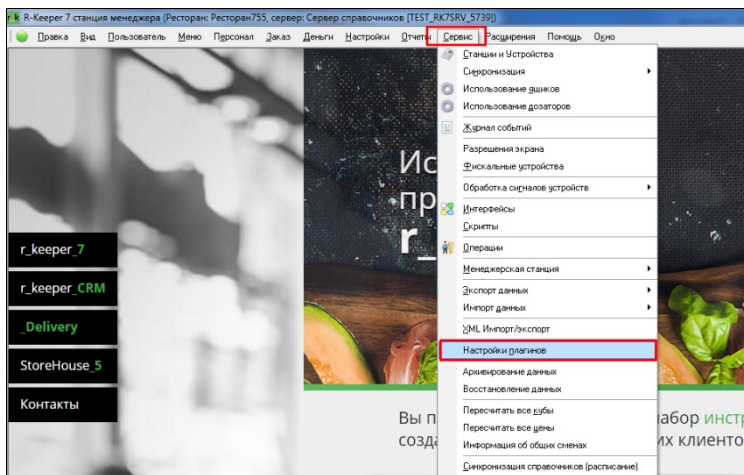 R-Keeper 7 станция менеджера (Ресторан: Ресторан755, сервер: Сервер справочников [TEST_RK7SRV_5739])
Правка Вид Пользователь Меню Персонал Заказ Деньги Настройки Отчеты Сервис Расширения Помощь Окно
Станции и Устройства
Синхронизация
Использование ящиков
Использование дозаторов
Журнал событий
Разрешения экрана
Фискальные устройства
Обработка сигналов устройств
Интерфейсы
Скрипты
Операции
Менеджерская станция
Экспорт данных
Импорт данных
XML Импорт/экспорт
Настройки плагинов
Архивирование данных
Восстановление данных
Пересчитать все кубы
Пересчитать все цены
Информация об общих сменах
Синхронизация справочников (расписание)
r_keeper_7
r_keeper_CRM
_Delivery
StoreHouse_5
Контакты
Ис
пр
r_
Вы п абор инстр
созда их клиенто